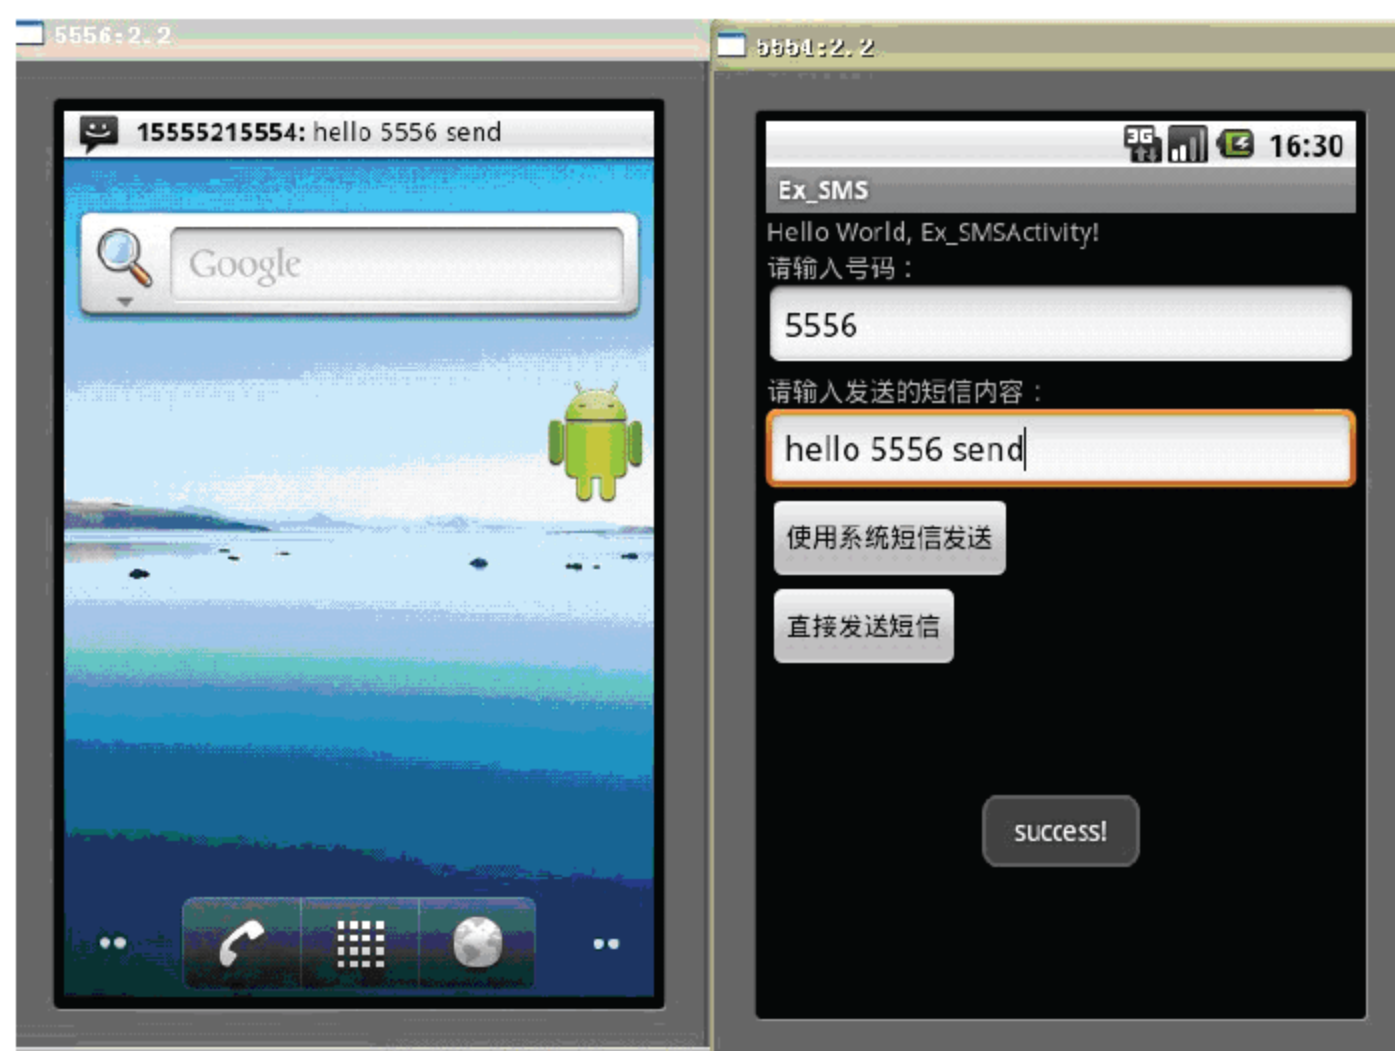 5556:2.2
15555215554: hello 5556 send
Google
5554:2.2
3G 16:30
Ex_SMS
Hello World, Ex_SMSActivity!
请输入号码：
5556
请输入发送的短信内容：
hello 5556 send
使用系统短信发送
直接发送短信
success!